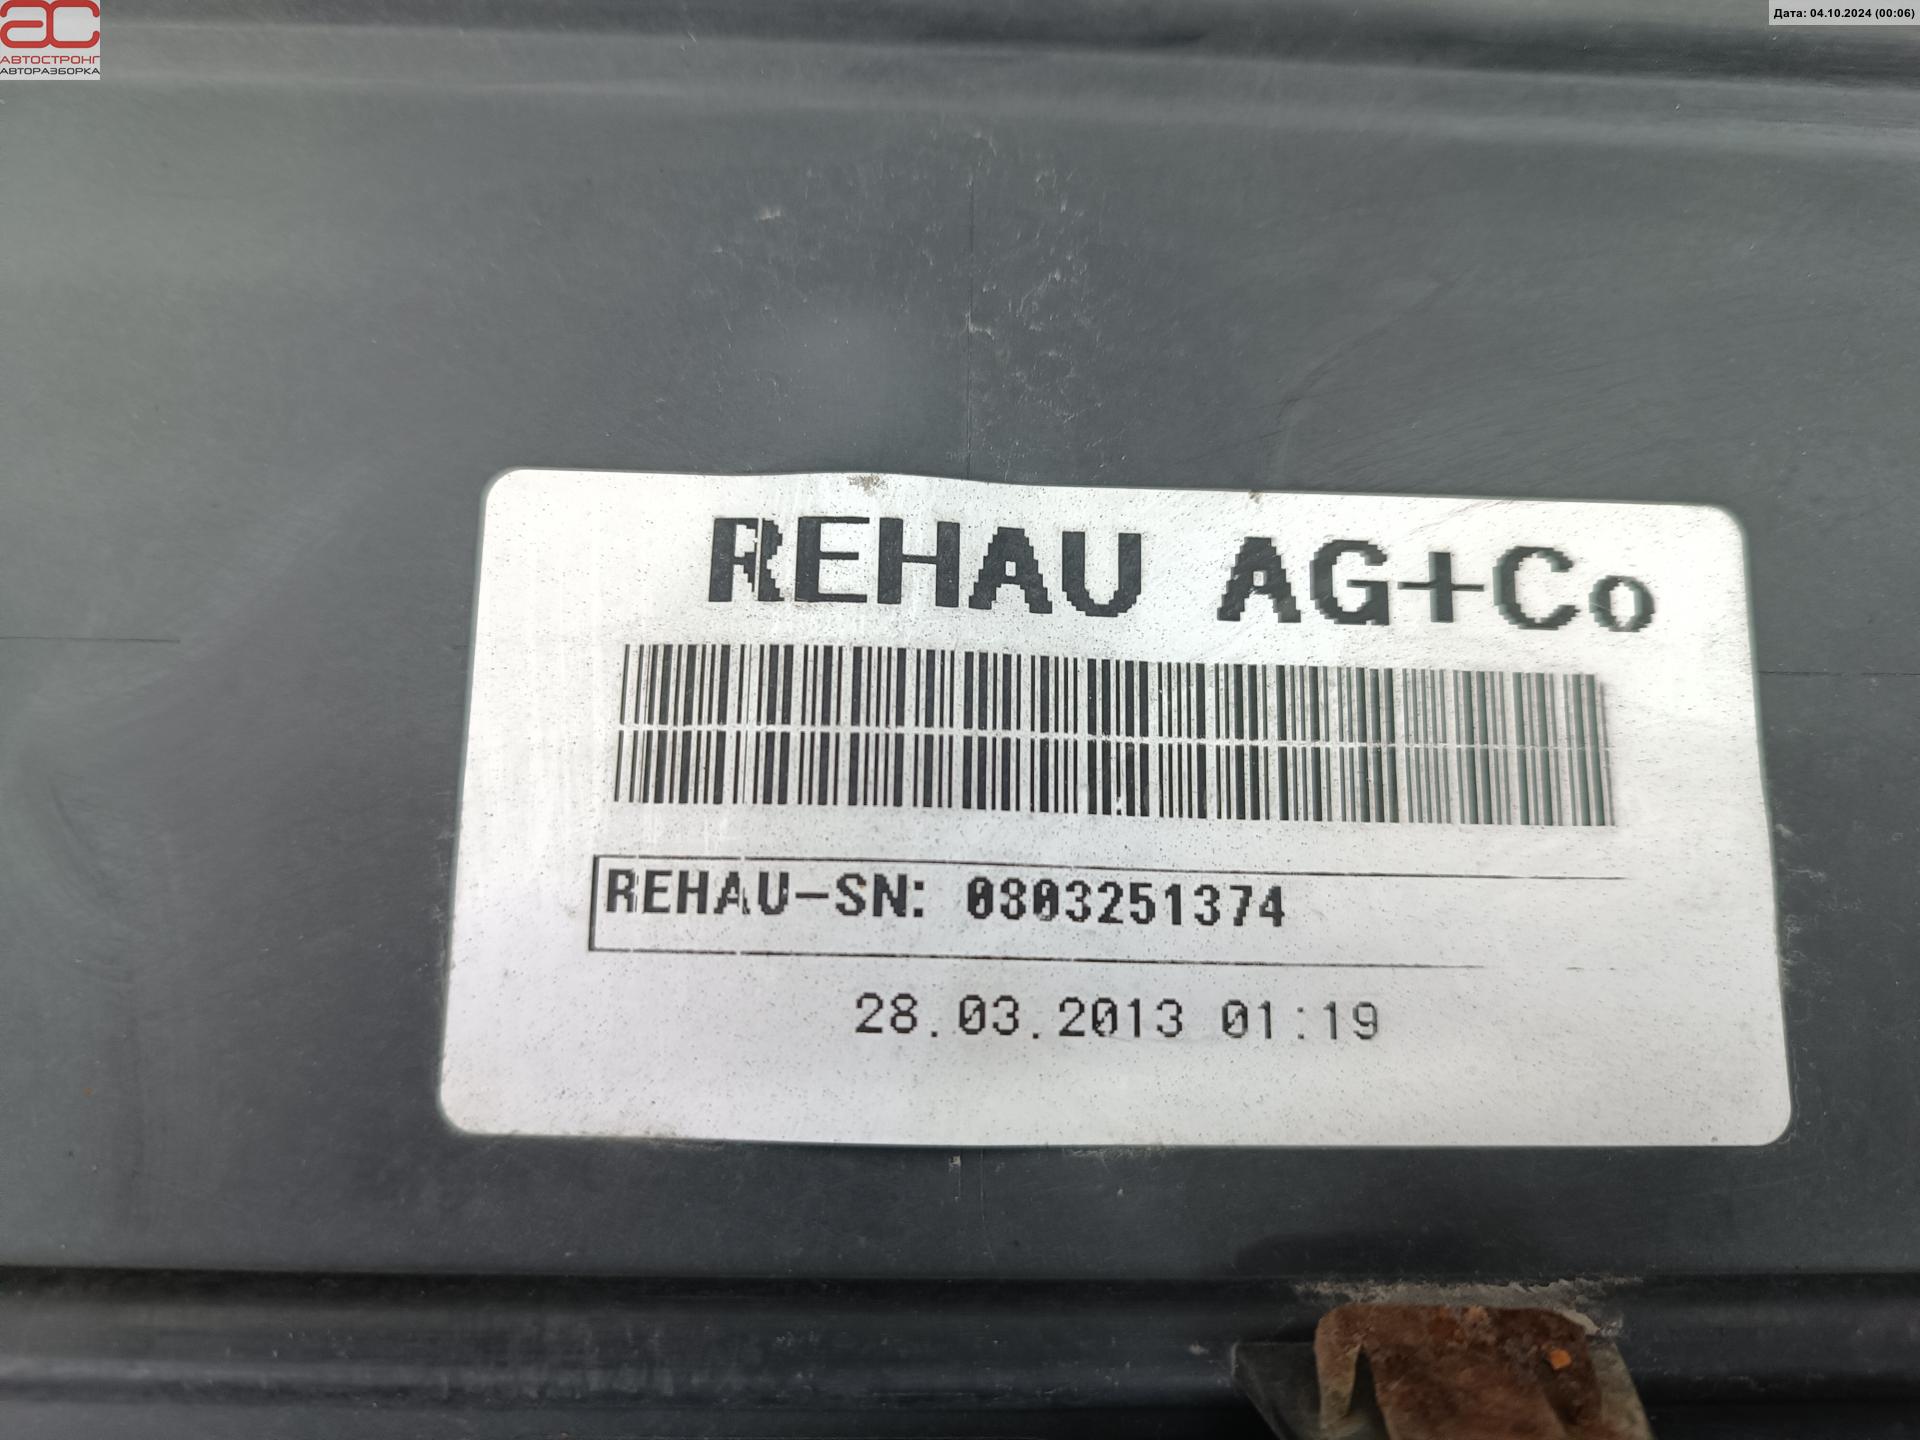 АВТОСТРОНГ
АВТОРАЗБОРКА
Дата: 04.10.2024 (00:06)
REHAU AG+Co
REHAU-SN: 0803251374
28.03.2013 01:19